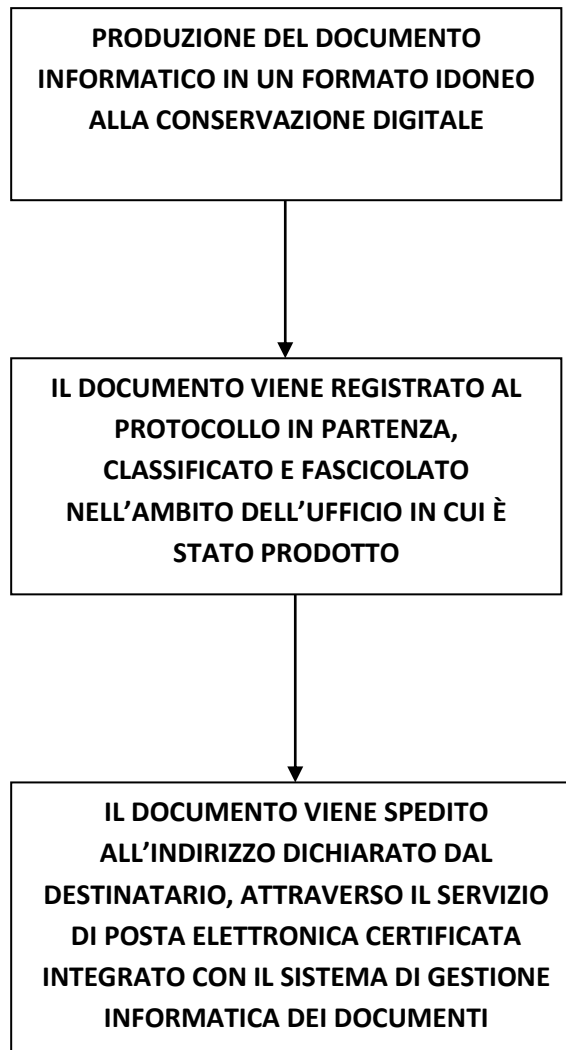 PRODUZIONE DEL DOCUMENTO
INFORMATICO IN UN FORMATO IDONEO
ALLA CONSERVAZIONE DIGITALE
IL DOCUMENTO VIENE REGISTRATO AL
PROTOCOLLO IN PARTENZA,
CLASSIFICATO E FASCICOLATO
NELL’AMBITO DELL’UFFICIO IN CUI È
STATO PRODOTTO
IL DOCUMENTO VIENE SPEDITO
ALL’INDIRIZZO DICHIARATO DAL
DESTINATARIO, ATTRAVERSO IL SERVIZIO
DI POSTA ELETTRONICA CERTIFICATA
INTEGRATO CON IL SISTEMA DI GESTIONE
INFORMATICA DEI DOCUMENTI